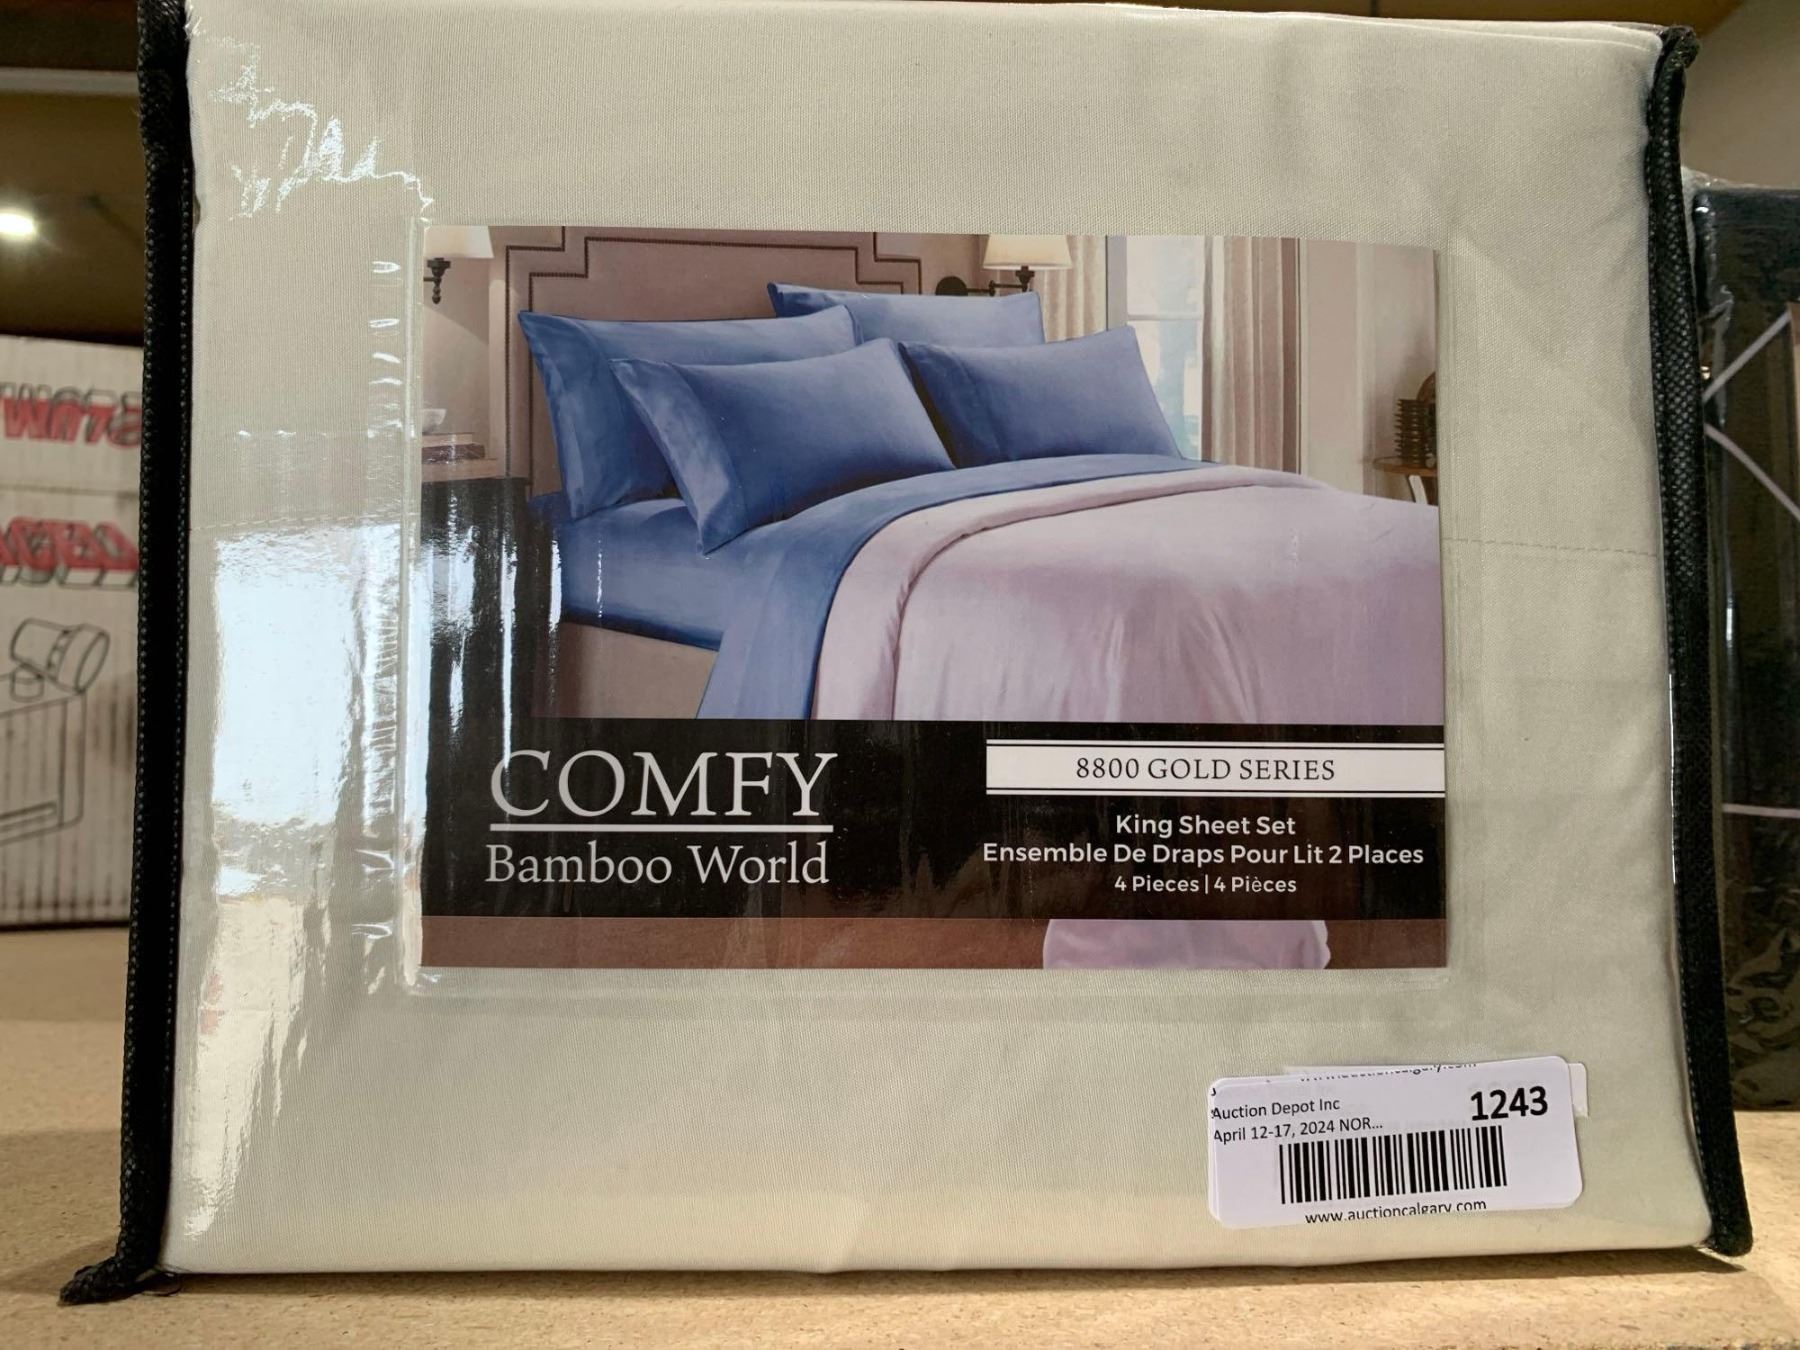 COMFY
Bamboo World
8800 GOLD SERIES
King Sheet Set
Ensemble De Draps Pour Lit 2 Places
4 Pieces | 4 Pièces
Auction Depot Inc
1243
April 12-17, 2024 NOR...
www.auctioncalgary.com